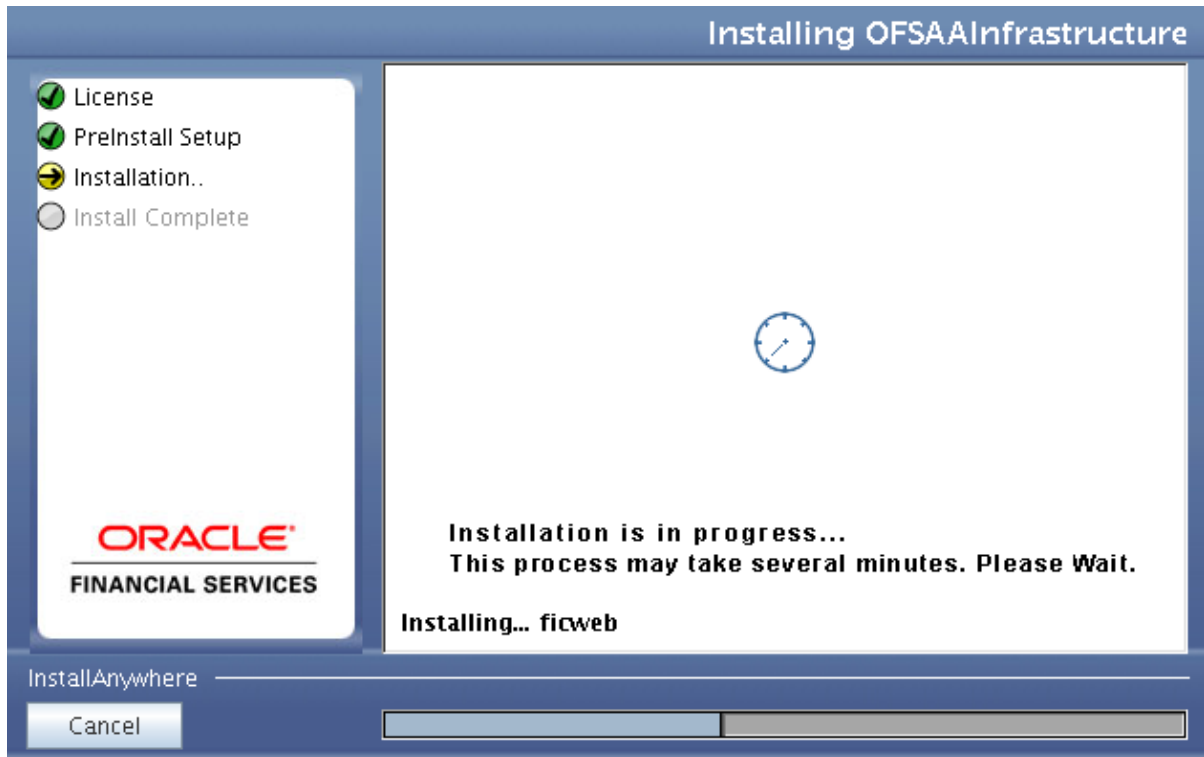 Installing OFSAAInfrastructure
License
PreInstall Setup
Installation..
Install Complete
ORACLE
FINANCIAL SERVICES
Installation is in progress...
This process may take several minutes. Please Wait.
Installing... ficweb
InstallAnywhere
Cancel